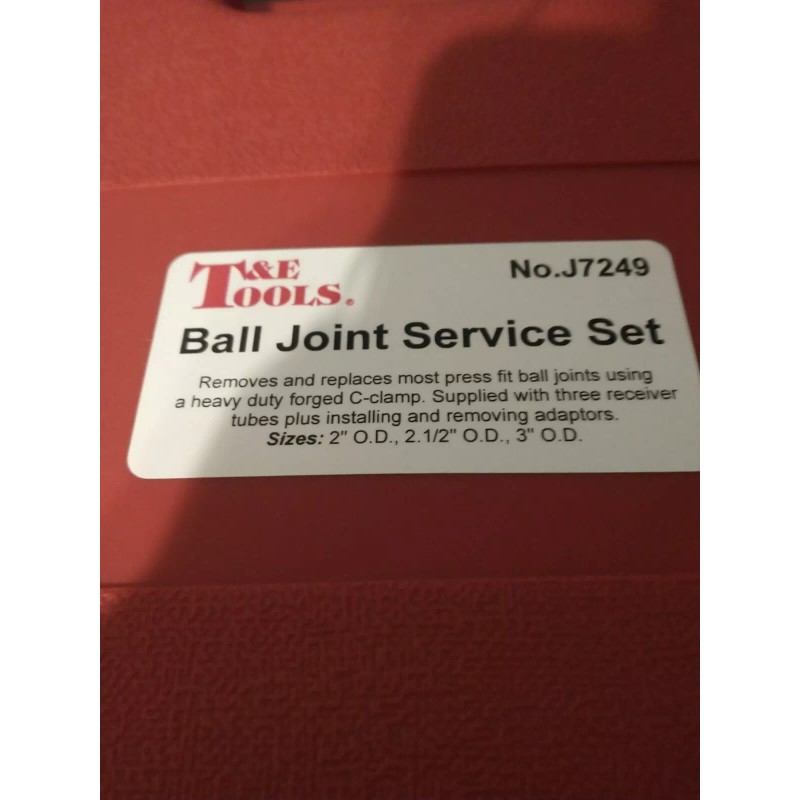 T&E
TOOLS®
No.J7249
Ball Joint Service Set
Removes and replaces most press fit ball joints using
a heavy duty forged C-clamp. Supplied with three receiver
tubes plus installing and removing adaptors.
Sizes: 2" O.D., 2.1/2" O.D., 3" O.D.